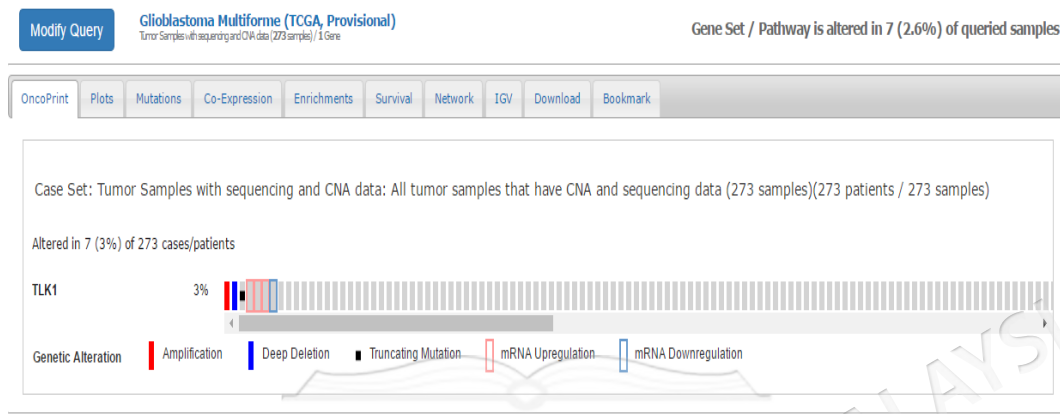 Modify Query
Glioblastoma Multiforme (TCGA, Provisional)
Tumor Samples with sequencing and CNA data (273 samples) / 1 Gene
Gene Set / Pathway is altered in 7 (2.6%) of queried samples
OncoPrint Plots Mutations Co-Expression Enrichments Survival Network IGV Download Bookmark
Case Set: Tumor Samples with sequencing and CNA data: All tumor samples that have CNA and sequencing data (273 samples)(273 patients / 273 samples)
Altered in 7 (3%) of 273 cases/patients
TLK1 3%
Genetic Alteration Amplification Deep Deletion Truncating Mutation mRNA Upregulation mRNA Downregulation